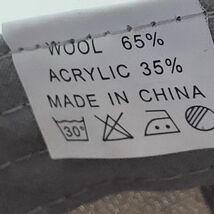 WOOL 65%
ACRYLIC 35%
MADE IN CHINA
30°